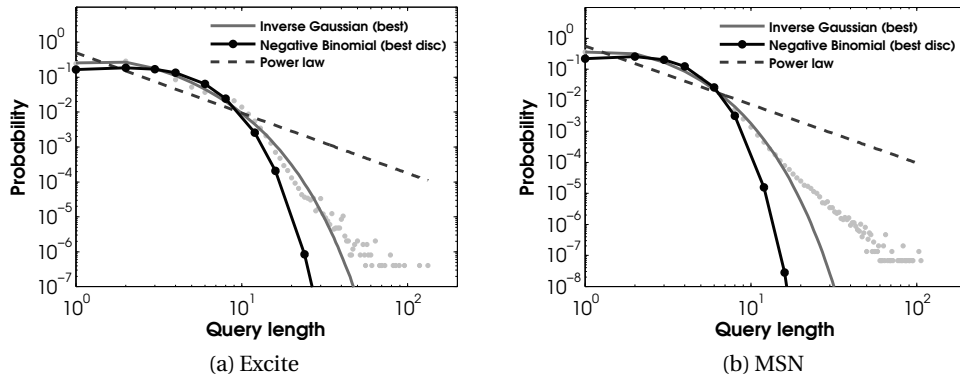 Inverse Gaussian (best)
Negative Binomial (best disc)
Power law
10^0
10^-1
10^-2
10^-3
10^-4
10^-5
10^-6
10^-7
Probability
10^0
10^1
10^2
Query length
(a) Excite
Inverse Gaussian (best)
Negative Binomial (best disc)
Power law
10^0
10^-1
10^-2
10^-3
10^-4
10^-5
10^-6
10^-7
10^-8
Probability
10^0
10^1
10^2
Query length
(b) MSN